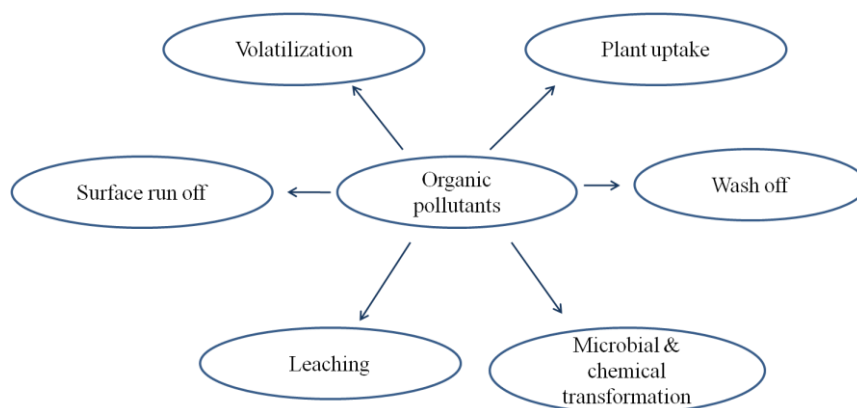 Volatilization
Plant uptake
Organic
pollutants
Surface run off
Wash off
Leaching
Microbial &
chemical
transformation